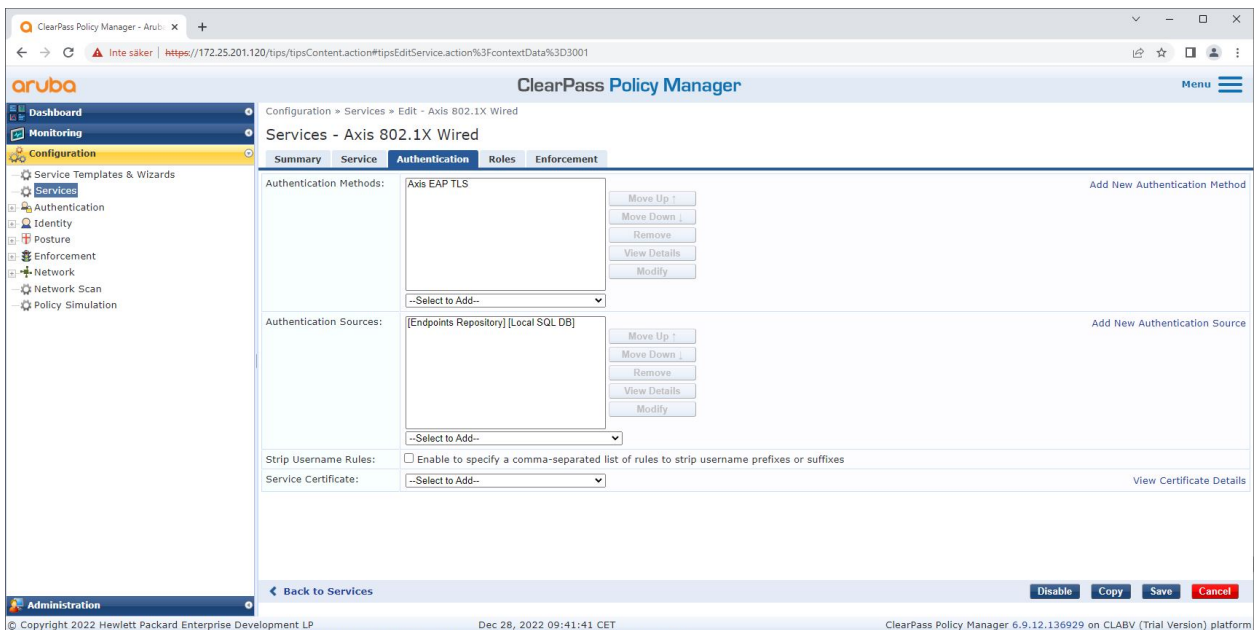 ClearPass Policy Manager - Arub
Inte säker | https://172.25.201.120/tips/tipsContent.action#tipsEditService.action%3FcontextData%3D3001
aruba
ClearPass Policy Manager
Menu
Dashboard
Monitoring
Configuration
Service Templates & Wizards
Services
Authentication
Identity
Posture
Enforcement
Network
Network Scan
Policy Simulation
Administration
Configuration » Services » Edit - Axis 802.1X Wired
Services - Axis 802.1X Wired
Summary Service Authentication Roles Enforcement
Authentication Methods:
Axis EAP TLS
Move Up ↑
Move Down ↓
Remove
View Details
Modify
--Select to Add--
Add New Authentication Method
Authentication Sources:
[Endpoints Repository] [Local SQL DB]
Move Up ↑
Move Down ↓
Remove
View Details
Modify
--Select to Add--
Add New Authentication Source
Strip Username Rules:
Enable to specify a comma-separated list of rules to strip username prefixes or suffixes
Service Certificate:
--Select to Add--
View Certificate Details
Back to Services
Disable Copy Save Cancel
© Copyright 2022 Hewlett Packard Enterprise Development LP
Dec 28, 2022 09:41:41 CET
ClearPass Policy Manager 6.9.12.136929 on CLABV (Trial Version) platform